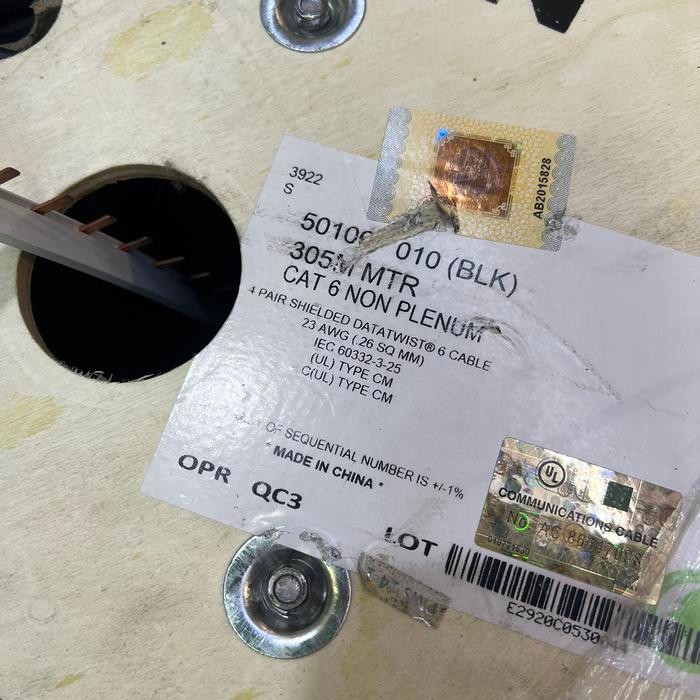 3922
S
AB2015828
010 (BLK)
305M MTR
CAT 6 NON PLENUM
4 PAIR SHIELDED DATATWIST® 6 CABLE
23 AWG (.26 SQ MM)
IEC 60332-3-25
(UL) TYPE CM
C(UL) TYPE CM
OF SEQUENTIAL NUMBER IS +/-1%
* MADE IN CHINA *
OPR QC3
LOT
UL
COMMUNICATIONS CABLE
E2920C0530